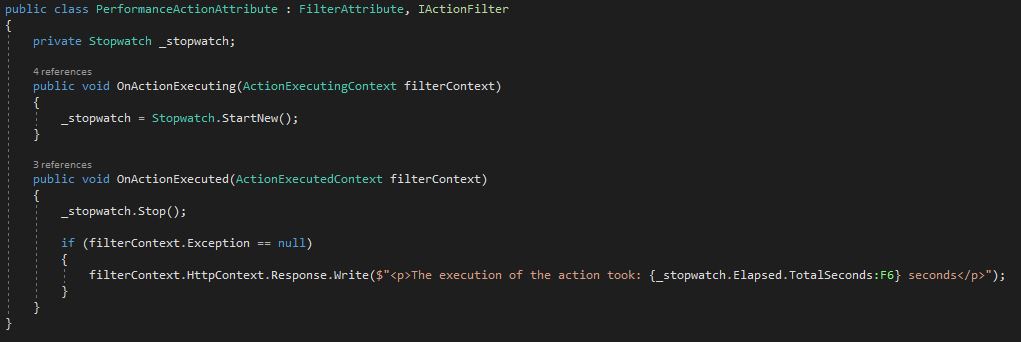 public class PerformanceActionAttribute : FilterAttribute, IActionFilter
{
    private Stopwatch _stopwatch;
    4 references
    public void OnActionExecuting(ActionExecutingContext filterContext)
    {
        _stopwatch = Stopwatch.StartNew();
    }
    3 references
    public void OnActionExecuted(ActionExecutedContext filterContext)
    {
        _stopwatch.Stop();
        if (filterContext.Exception == null)
        {
            filterContext.HttpContext.Response.Write($"<p>The execution of the action took: {_stopwatch.Elapsed.TotalSeconds:F6} seconds</p>");
        }
    }
}